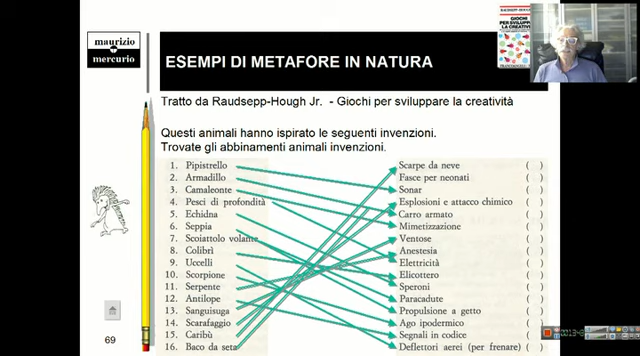 maurizio
mercurio
ESEMPI DI METAFORE IN NATURA
Tratto da Raudsepp-Hough Jr. - Giochi per sviluppare la creatività
Questi animali hanno ispirato le seguenti invenzioni.
Trovate gli abbinamenti animali invenzioni.
1. Pipistrello
2. Armadillo
3. Camaleonte
4. Pesci di profondità
5. Echidna
6. Seppia
7. Scoiattolo volante
8. Colibrì
9. Uccelli
10. Scorpione
11. Serpente
12. Antilope
13. Sanguisuga
14. Scarafaggio
15. Caribù
16. Baco da seta
Scarpe da neve ( )
Fasce per neonati ( )
Sonar ( )
Esplosioni e attacco chimico ( )
Carro armato ( )
Mimetizzazione ( )
Ventose ( )
Anestesia ( )
Elettricità ( )
Elicottero ( )
Speroni ( )
Paracadute ( )
Propulsione a getto ( )
Ago ipodermico ( )
Segnali in codice ( )
Deflettori aerei (per frenare) ( )
69
GIOCHI
PER SVILUPPARE
LA CREATIVITÀ